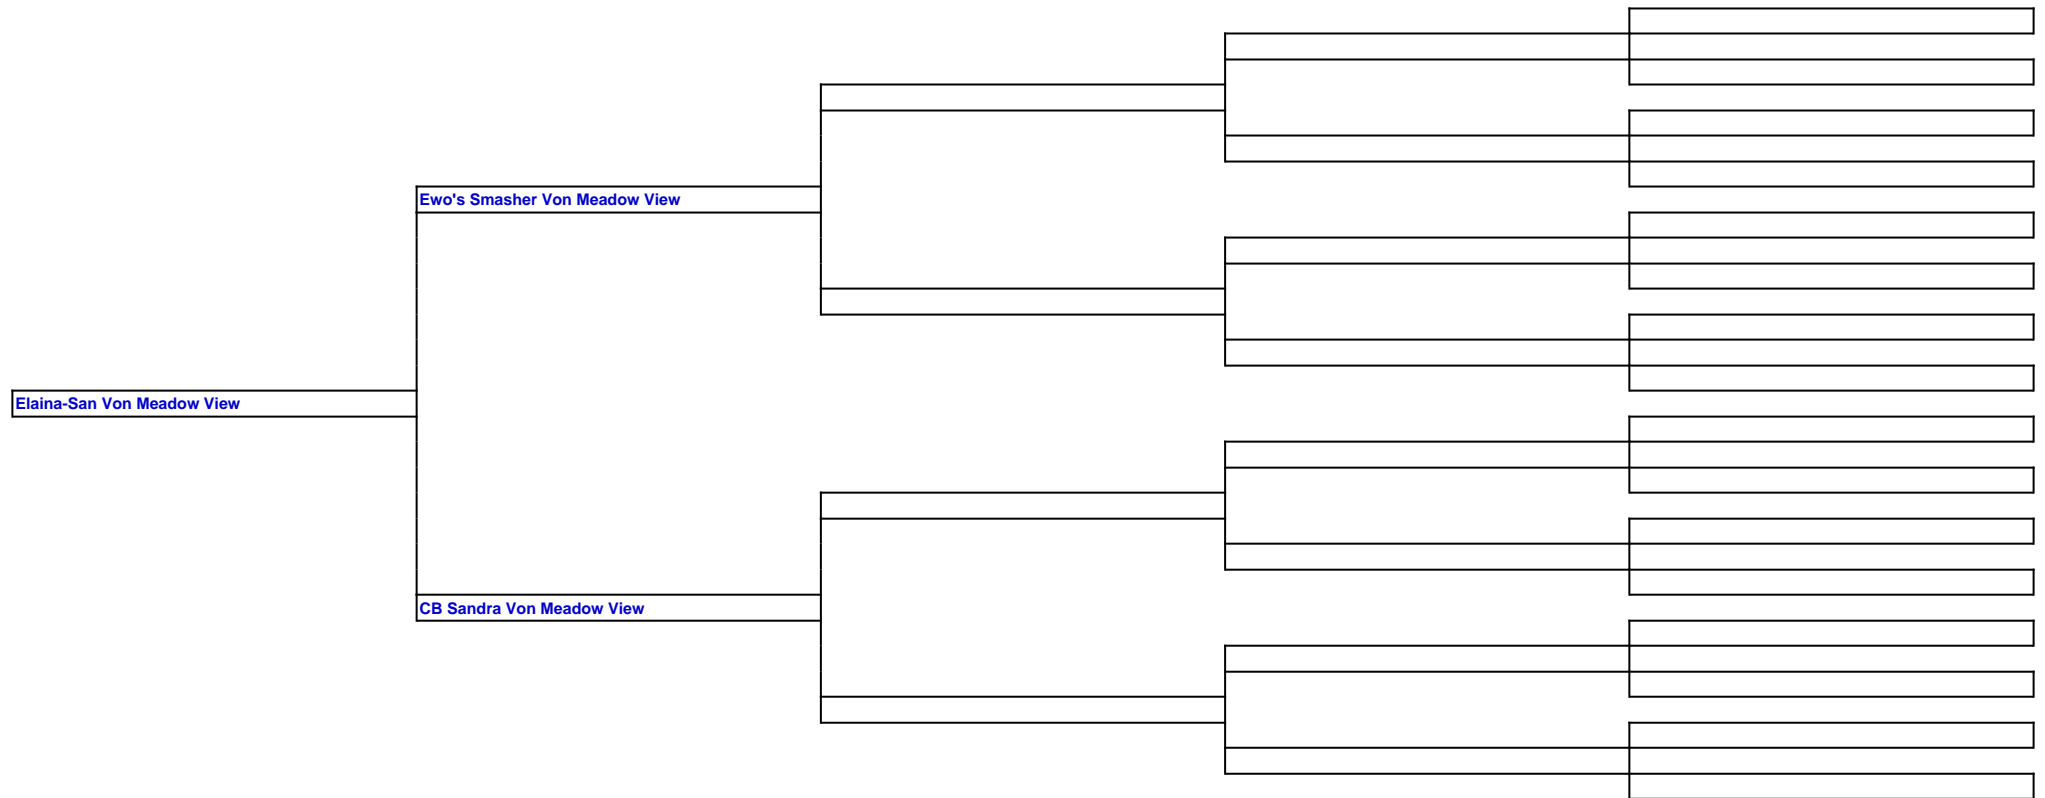 Ewo's Smasher Von Meadow View
Elaina-San Von Meadow View
CB Sandra Von Meadow View